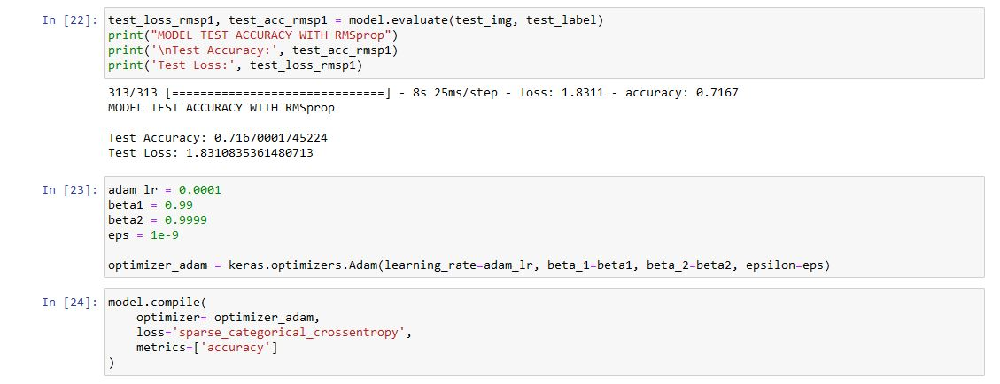 In [22]: test_loss_rmsp1, test_acc_rmsp1 = model.evaluate(test_img, test_label)
print("MODEL TEST ACCURACY WITH RMSprop")
print('\nTest Accuracy:', test_acc_rmsp1)
print('Test Loss:', test_loss_rmsp1)
313/313 [==============================] - 8s 25ms/step - loss: 1.8311 - accuracy: 0.7167
MODEL TEST ACCURACY WITH RMSprop
Test Accuracy: 0.71670001745224
Test Loss: 1.8310835361480713
In [23]: adam_lr = 0.0001
beta1 = 0.99
beta2 = 0.9999
eps = 1e-9
optimizer_adam = keras.optimizers.Adam(learning_rate=adam_lr, beta_1=beta1, beta_2=beta2, epsilon=eps)
In [24]: model.compile(
optimizer= optimizer_adam,
loss='sparse_categorical_crossentropy',
metrics=['accuracy']
)